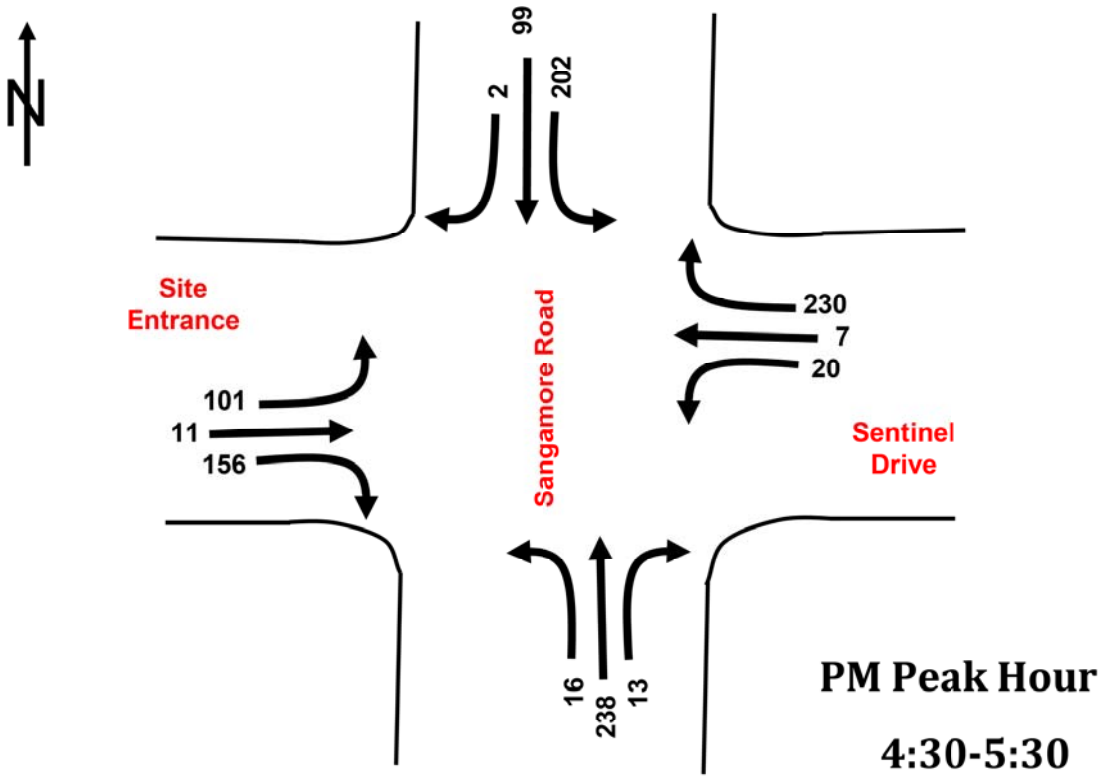 N
99
2
202
Site
Entrance
230
7
20
101
11
156
Sangamore Road
Sentinel
Drive
16
238
13
PM Peak Hour
4:30-5:30